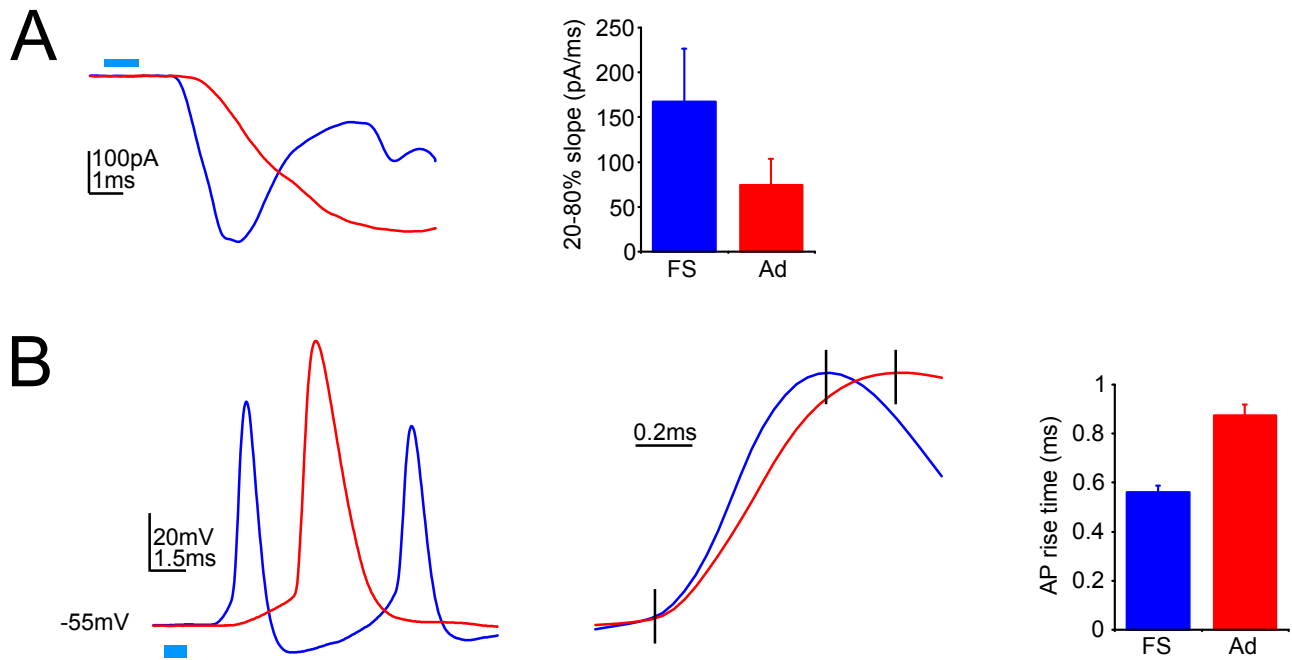 A
100pA
1ms
20-80% slope (pA/ms)
250
200
150
100
50
0
FS
Ad
B
20mV
1.5ms
-55mV
0.2ms
AP rise time (ms)
1
0.8
0.6
0.4
0.2
0
FS
Ad